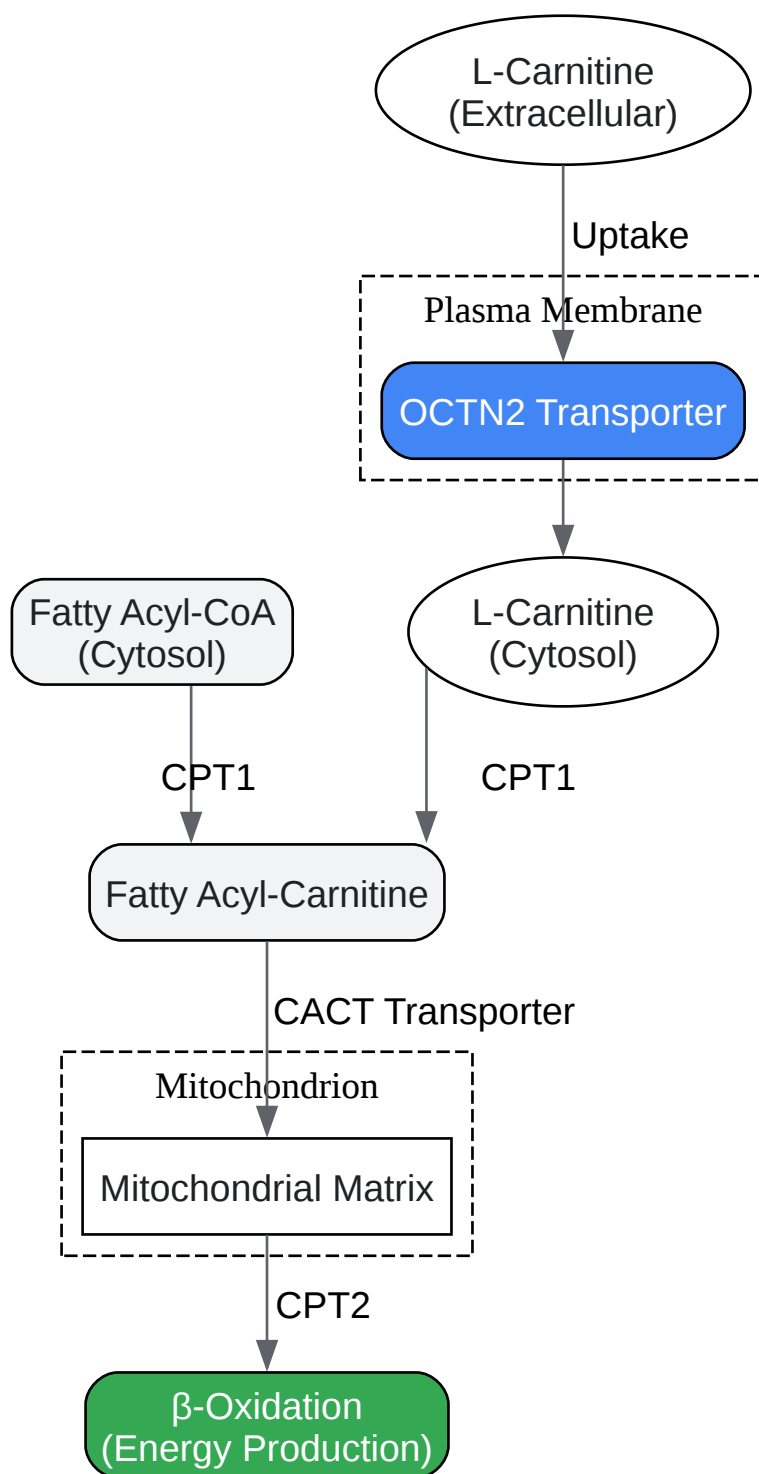 L-Carnitine
(Extracellular)
Uptake
Plasma Membrane
OCTN2 Transporter
Fatty Acyl-CoA
(Cytosol)
L-Carnitine
(Cytosol)
CPT1
CPT1
Fatty Acyl-Carnitine
CACT Transporter
Mitochondrion
Mitochondrial Matrix
CPT2
β-Oxidation
(Energy Production)